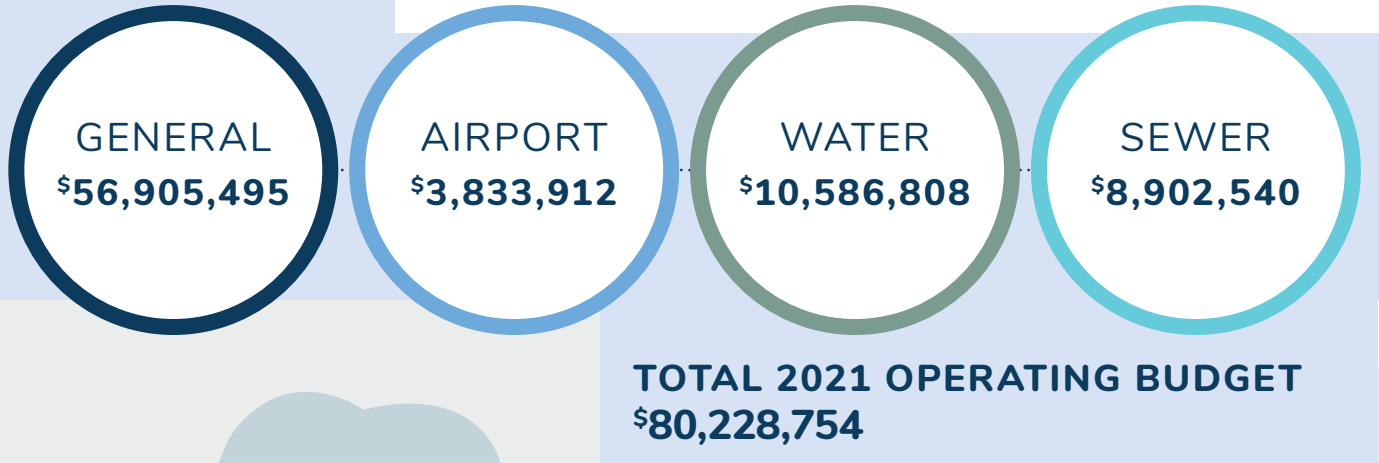 GENERAL
$56,905,495
AIRPORT
$3,833,912
WATER
$10,586,808
SEWER
$8,902,540
TOTAL 2021 OPERATING BUDGET
$80,228,754